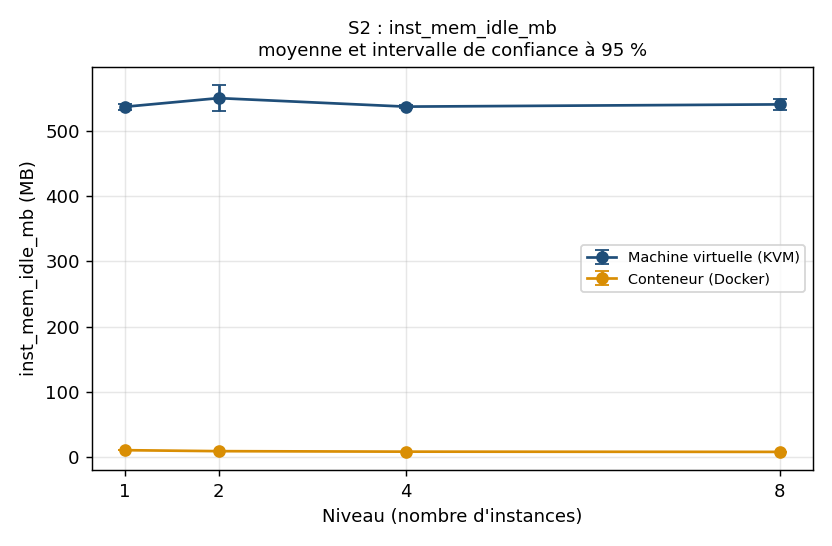 S2 : inst_mem_idle_mb
moyenne et intervalle de confiance à 95 %
inst_mem_idle_mb (MB)
500
400
300
200
100
0
Machine virtuelle (KVM)
Conteneur (Docker)
1
2
4
8
Niveau (nombre d'instances)